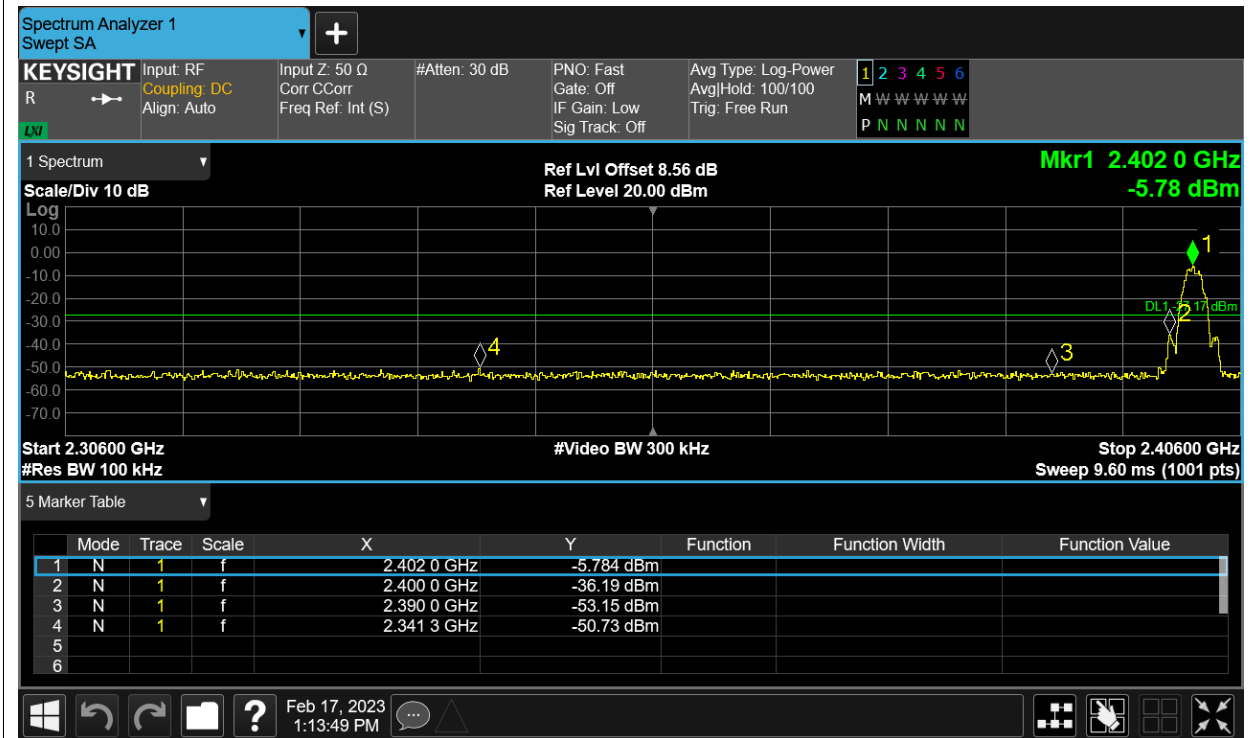 Spectrum Analyzer 1
Swept SA
+
KEYSIGHT Input: RF Input Z: 50 Ω #Atten: 30 dB PNO: Fast Avg Type: Log-Power 1 2 3 4 5 6
R Coupling: DC Corr CCorr Gate: Off Avg|Hold: 100/100 M W W W W W
Align: Auto Freq Ref: Int (S) IF Gain: Low Trig: Free Run
LXI Sig Track: Off P N N N N N
1 Spectrum Ref Lvl Offset 8.56 dB Mkr1 2.402 0 GHz
Scale/Div 10 dB Ref Level 20.00 dBm -5.78 dBm
Log
10.0
0.00 1
-10.0
-20.0 DL1 -27.17 dBm
-30.0 2
-40.0 4 3
-50.0
-60.0
-70.0
Start 2.30600 GHz #Video BW 300 kHz Stop 2.40600 GHz
#Res BW 100 kHz Sweep 9.60 ms (1001 pts)
5 Marker Table
Mode Trace Scale X Y Function Function Width Function Value
1 N 1 f 2.402 0 GHz -5.784 dBm
2 N 1 f 2.400 0 GHz -36.19 dBm
3 N 1 f 2.390 0 GHz -53.15 dBm
4 N 1 f 2.341 3 GHz -50.73 dBm
5
6
? Feb 17, 2023
1:13:49 PM